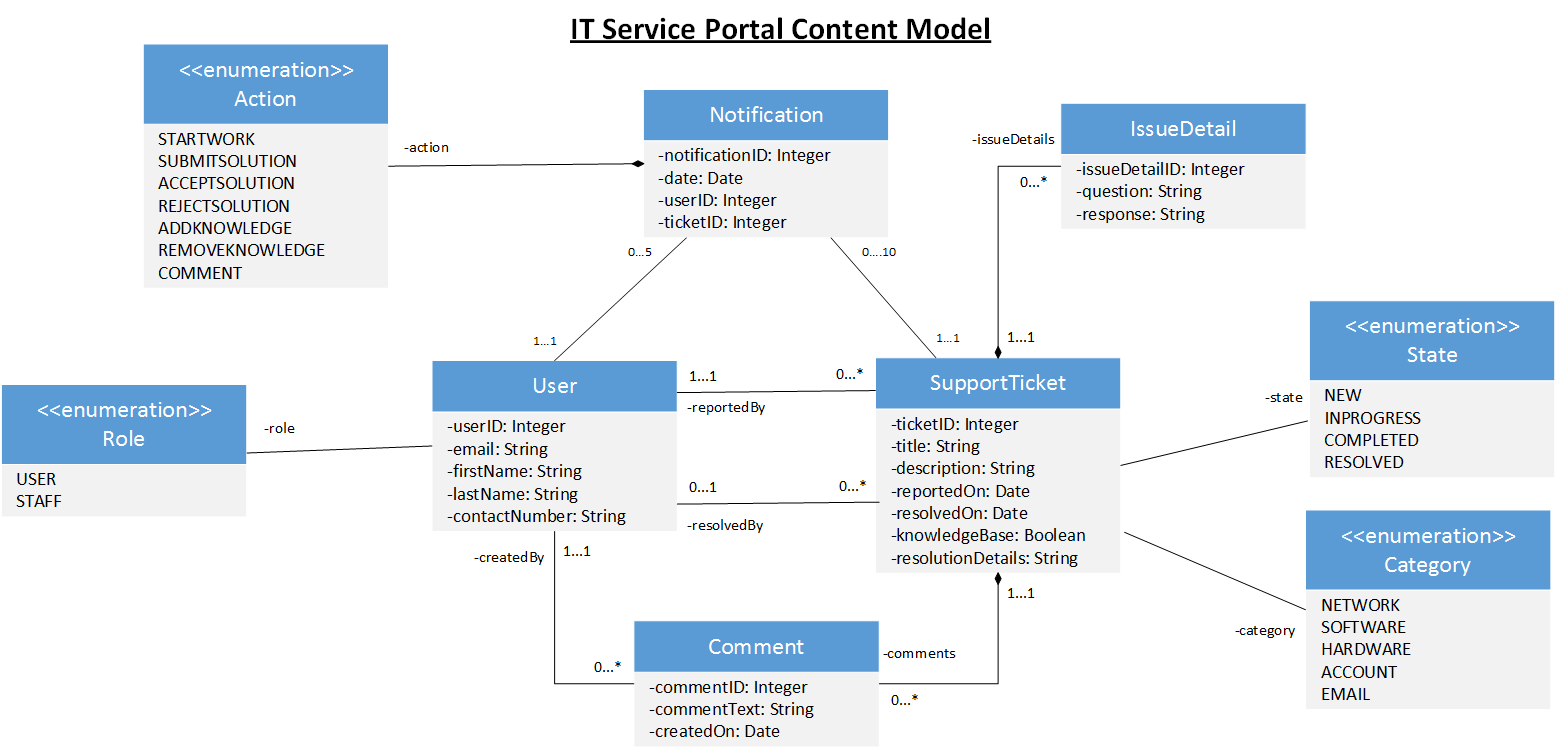 IT Service Portal Content Model
<<enumeration>>
Action
STARTWORK
SUBMITSOLUTION
ACCEPTSOLUTION
REJECTSOLUTION
ADDKNOWLEDGE
REMOVEKNOWLEDGE
COMMENT
-action
Notification
-notificationID: Integer
-date: Date
-userID: Integer
-ticketID: Integer
-issueDetails
0...*
IssueDetail
-issueDetailID: Integer
-question: String
-response: String
0...5
0....10
1...1
1...1
1...1
<<enumeration>>
Role
USER
STAFF
-role
User
-userID: Integer
-email: String
-firstName: String
-lastName: String
-contactNumber: String
1...1
0...*
-reportedBy
0...1
0...*
-resolvedBy
SupportTicket
-ticketID: Integer
-title: String
-description: String
-reportedOn: Date
-resolvedOn: Date
-knowledgeBase: Boolean
-resolutionDetails: String
-state
<<enumeration>>
State
NEW
INPROGRESS
COMPLETED
RESOLVED
<<enumeration>>
Category
NETWORK
SOFTWARE
HARDWARE
ACCOUNT
EMAIL
-category
-createdBy
1...1
1...1
0...*
Comment
-commentID: Integer
-commentText: String
-createdOn: Date
-comments
0...*